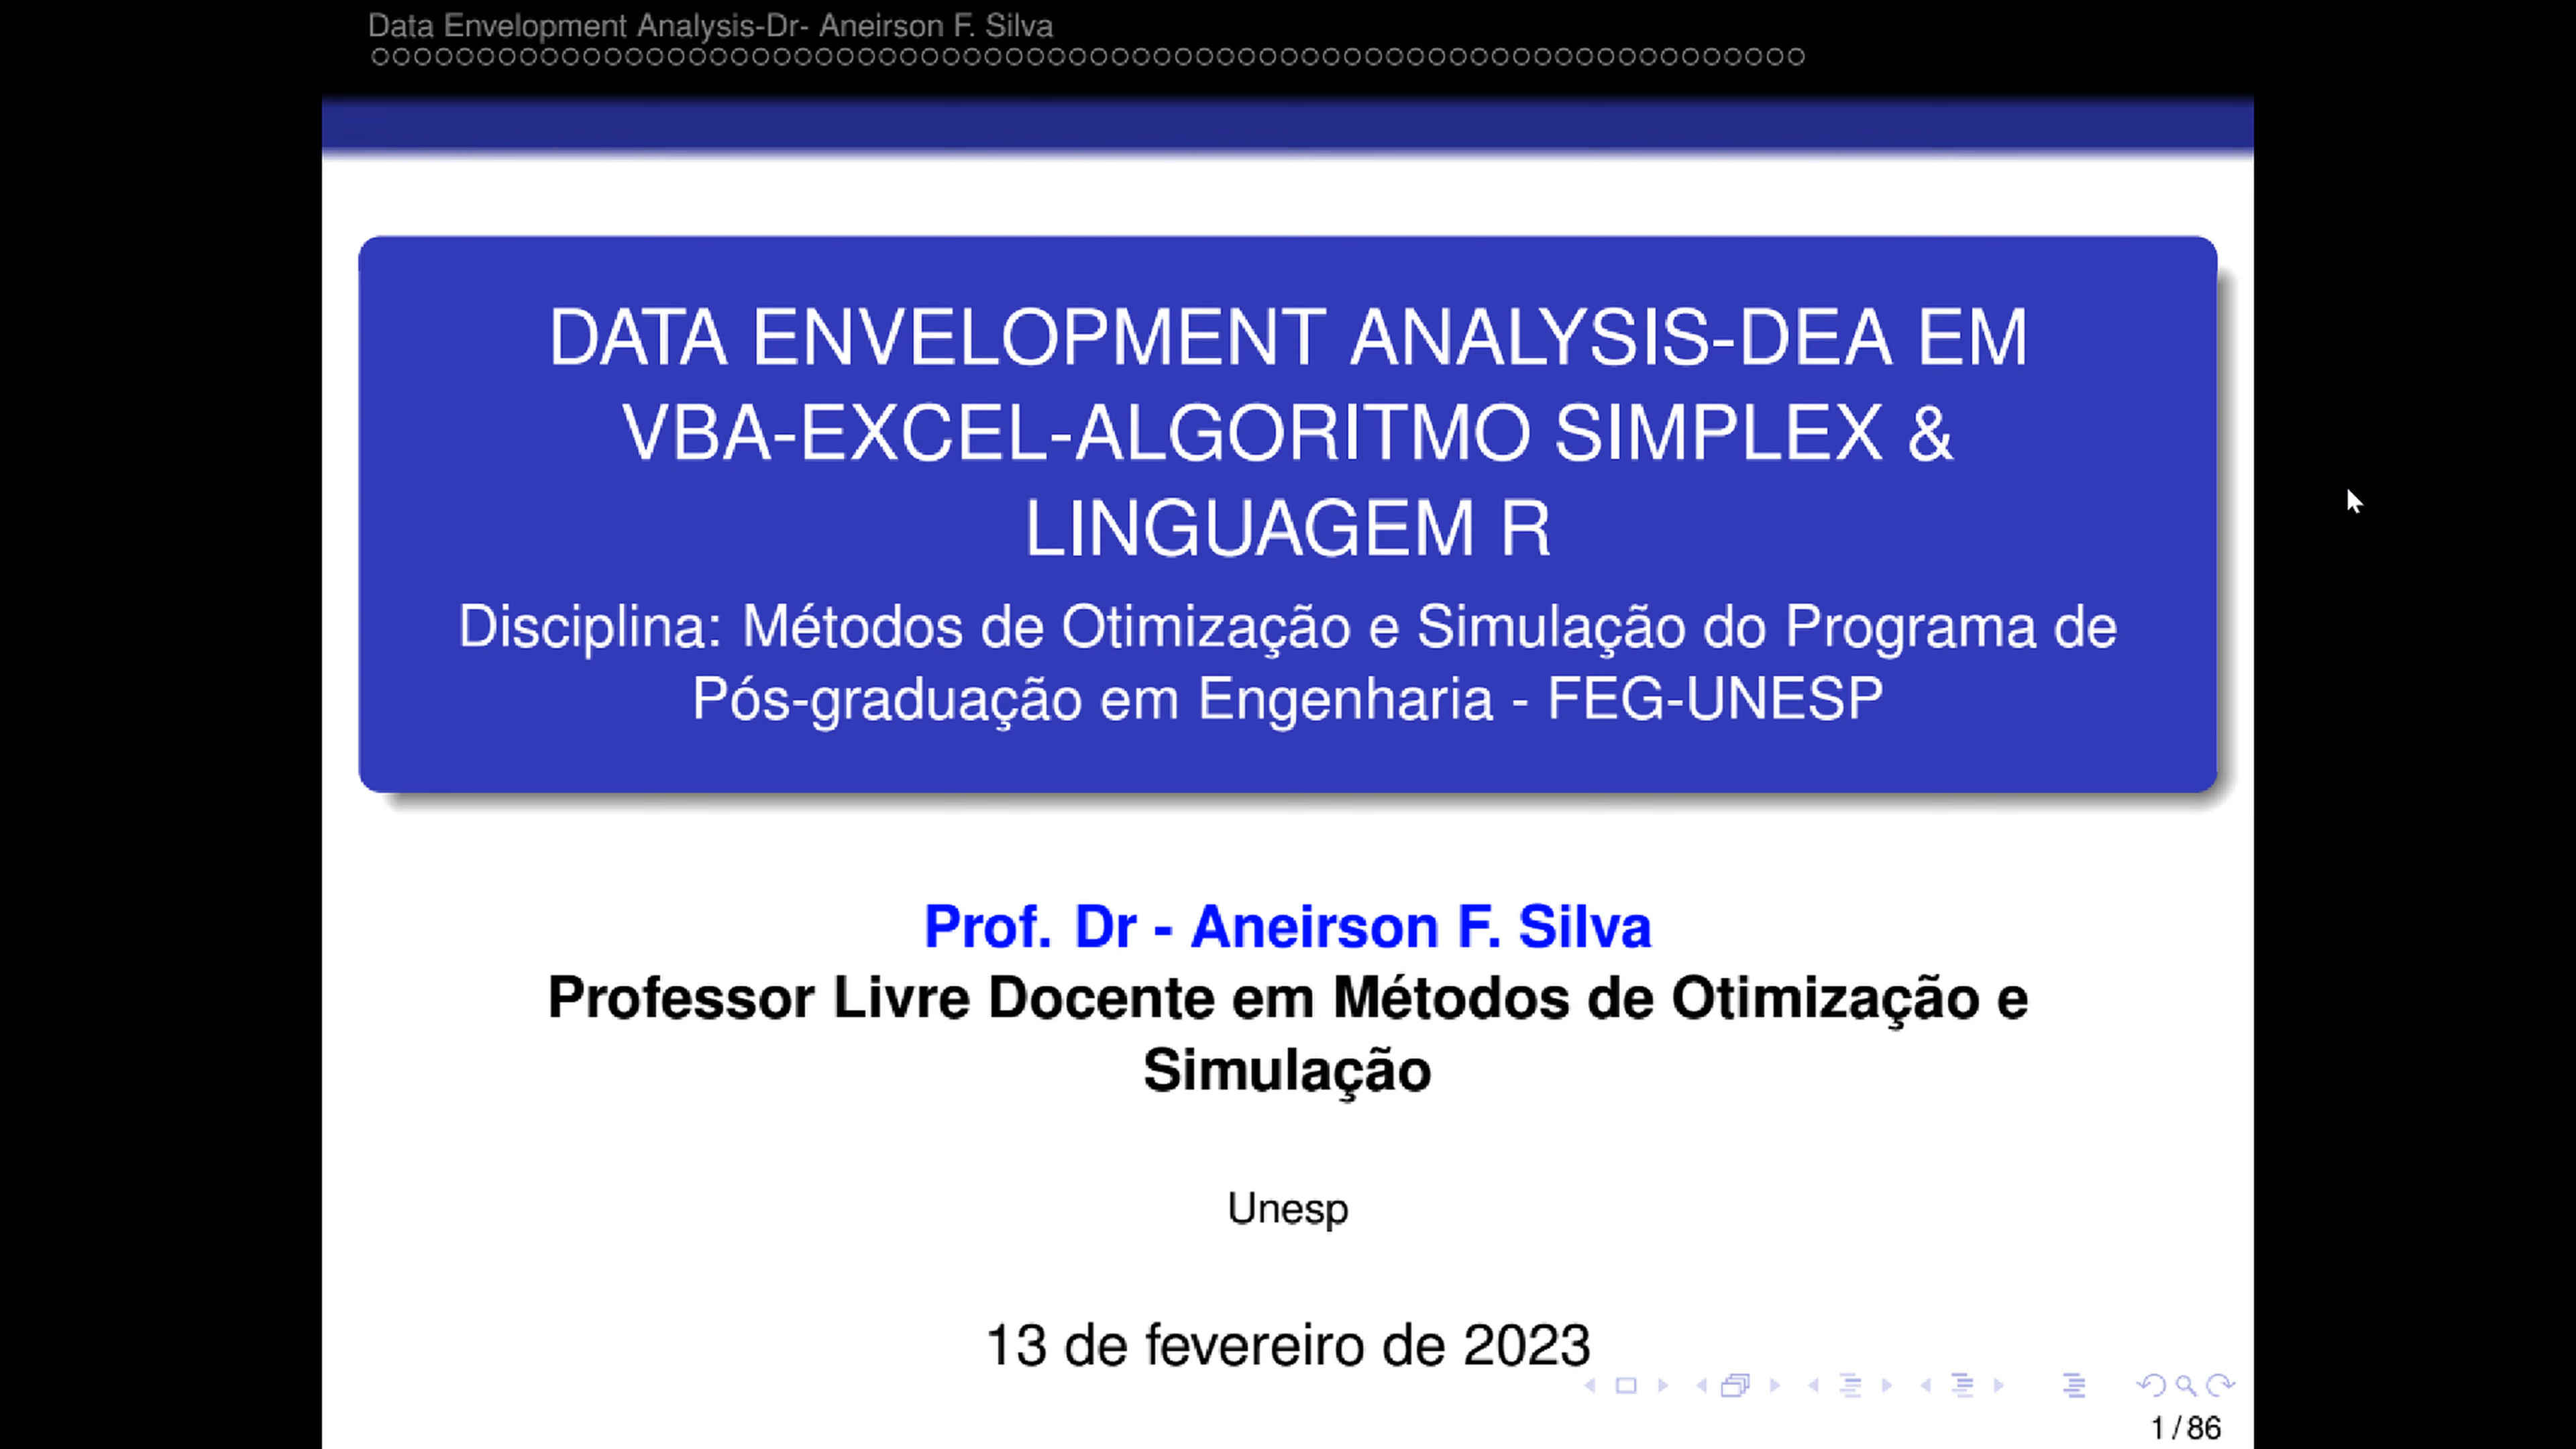 Data Envelopment Analysis-Dr- Aneirson F. Silva
DATA ENVELOPMENT ANALYSIS-DEA EM
VBA-EXCEL-ALGORITMO SIMPLEX &
LINGUAGEM R
Disciplina: Métodos de Otimização e Simulação do Programa de
Pós-graduação em Engenharia - FEG-UNESP
Prof. Dr - Aneirson F. Silva
Professor Livre Docente em Métodos de Otimização e
Simulação
Unesp
13 de fevereiro de 2023
1 / 86